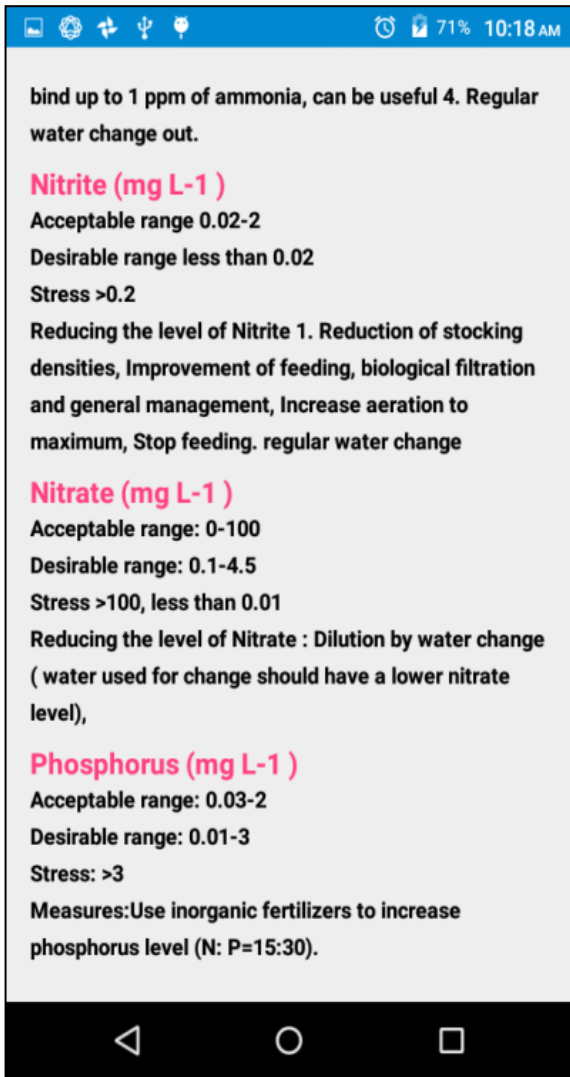 71% 10:18 AM
bind up to 1 ppm of ammonia, can be useful 4. Regular
water change out.
Nitrite (mg L-1 )
Acceptable range 0.02-2
Desirable range less than 0.02
Stress >0.2
Reducing the level of Nitrite 1. Reduction of stocking
densities, Improvement of feeding, biological filtration
and general management, Increase aeration to
maximum, Stop feeding. regular water change
Nitrate (mg L-1 )
Acceptable range: 0-100
Desirable range: 0.1-4.5
Stress >100, less than 0.01
Reducing the level of Nitrate : Dilution by water change
( water used for change should have a lower nitrate
level),
Phosphorus (mg L-1 )
Acceptable range: 0.03-2
Desirable range: 0.01-3
Stress: >3
Measures:Use inorganic fertilizers to increase
phosphorus level (N: P=15:30).